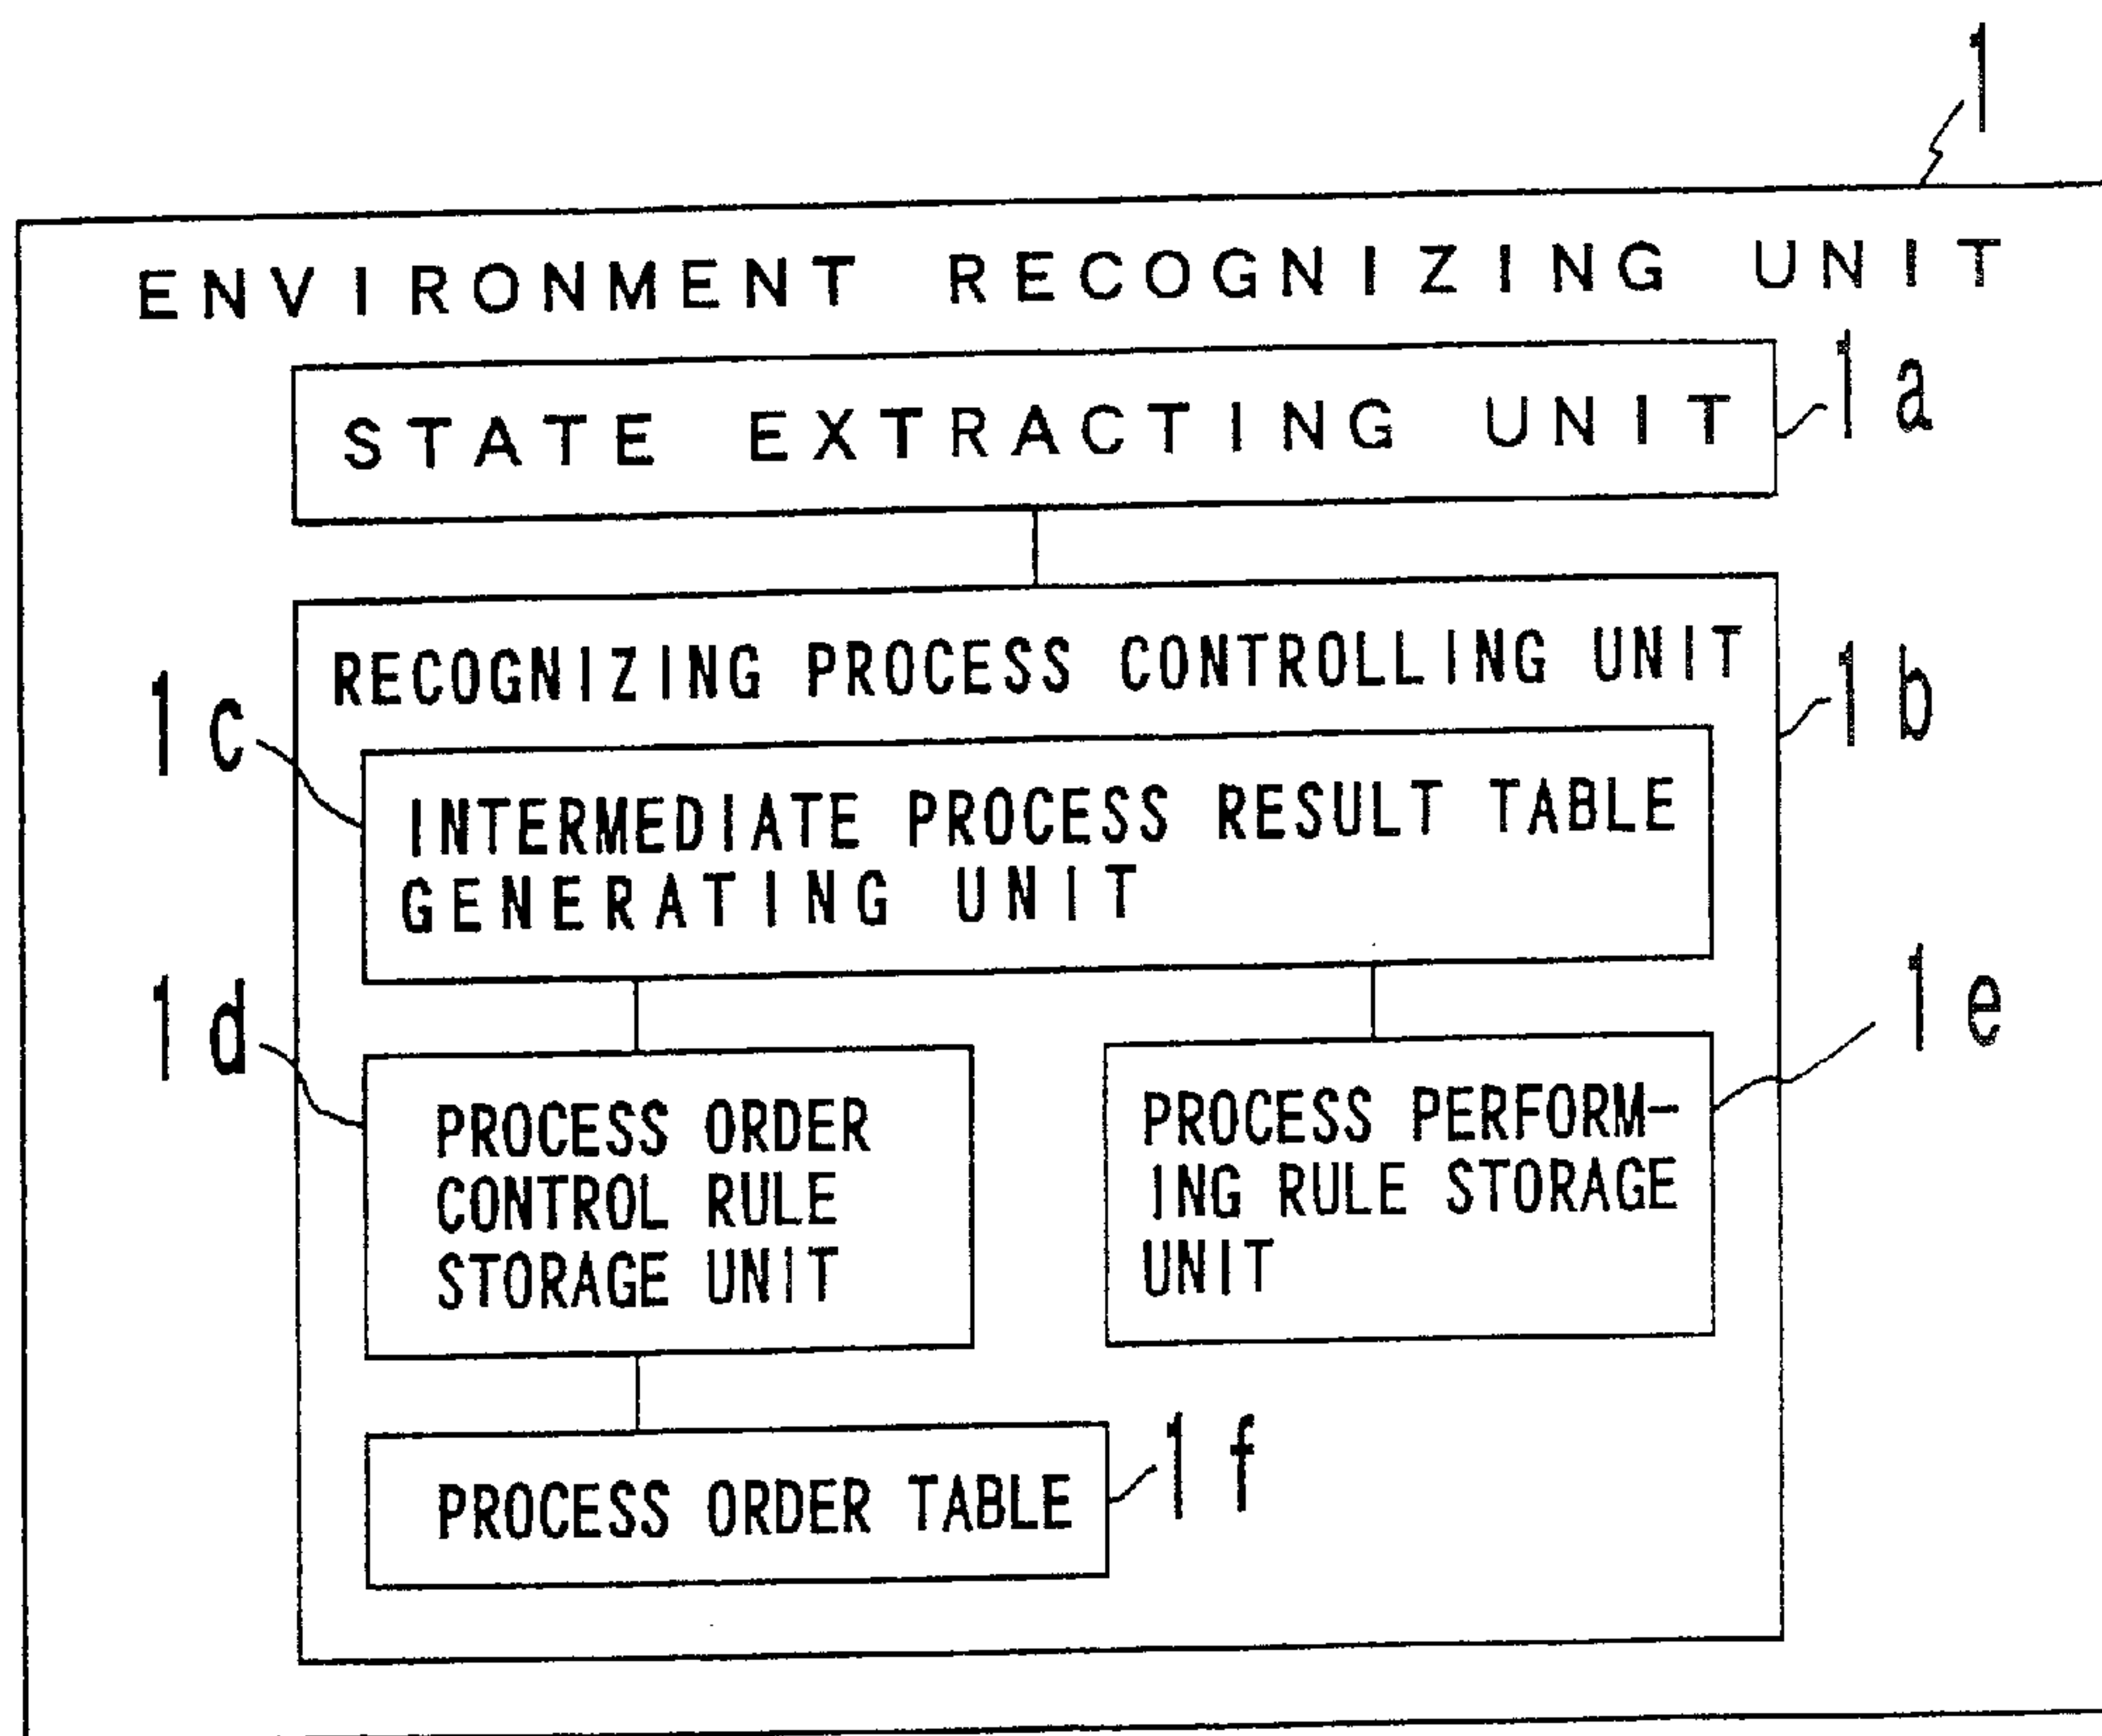 1
ENVIRONMENT RECOGNIZING UNIT
STATE EXTRACTING UNIT
1a
RECOGNIZING PROCESS CONTROLLING UNIT
1b
1c
INTERMEDIATE PROCESS RESULT TABLE
GENERATING UNIT
1d
PROCESS ORDER
CONTROL RULE
STORAGE UNIT
PROCESS PERFORM-
ING RULE STORAGE
UNIT
1e
PROCESS ORDER TABLE
1f